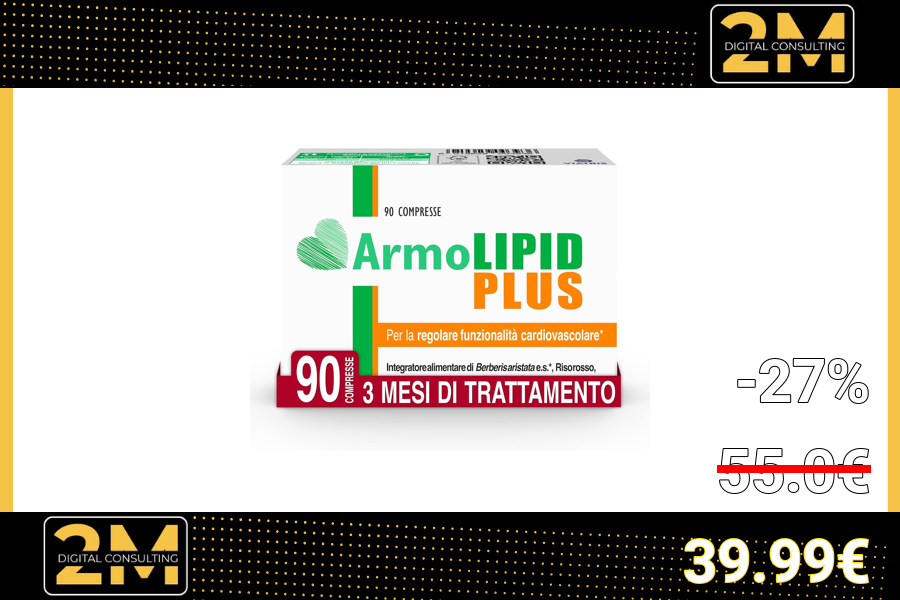 2M
DIGITAL CONSULTING
90 COMPRESSE
ArmoLIPID
PLUS
Per la regolare funzionalità cardiovascolare*
Integratore alimentare di Berberis aristata e.s.*, Risorosso,
90 COMPRESSE
3 MESI DI TRATTAMENTO
-27%
55.0€
2M
DIGITAL CONSULTING
39.99€